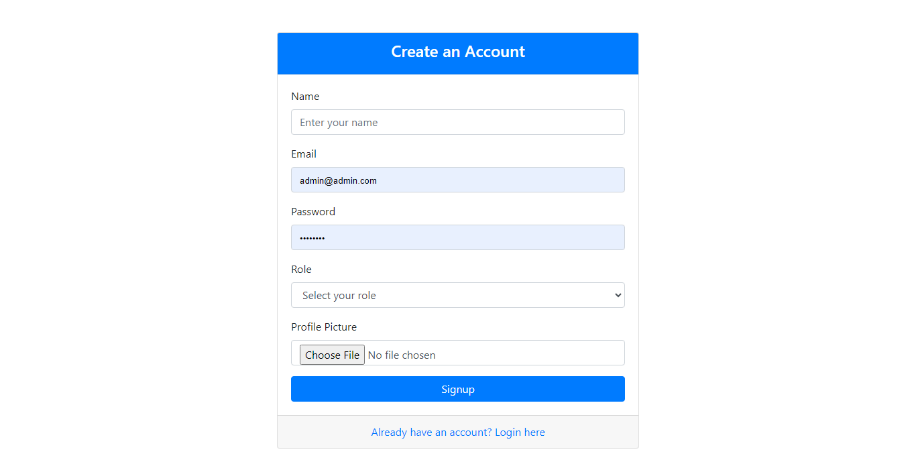 Create an Account
Name
Enter your name
Email
admin@admin.com
Password
••••••••
Role
Select your role
Profile Picture
Choose File No file chosen
Signup
Already have an account? Login here